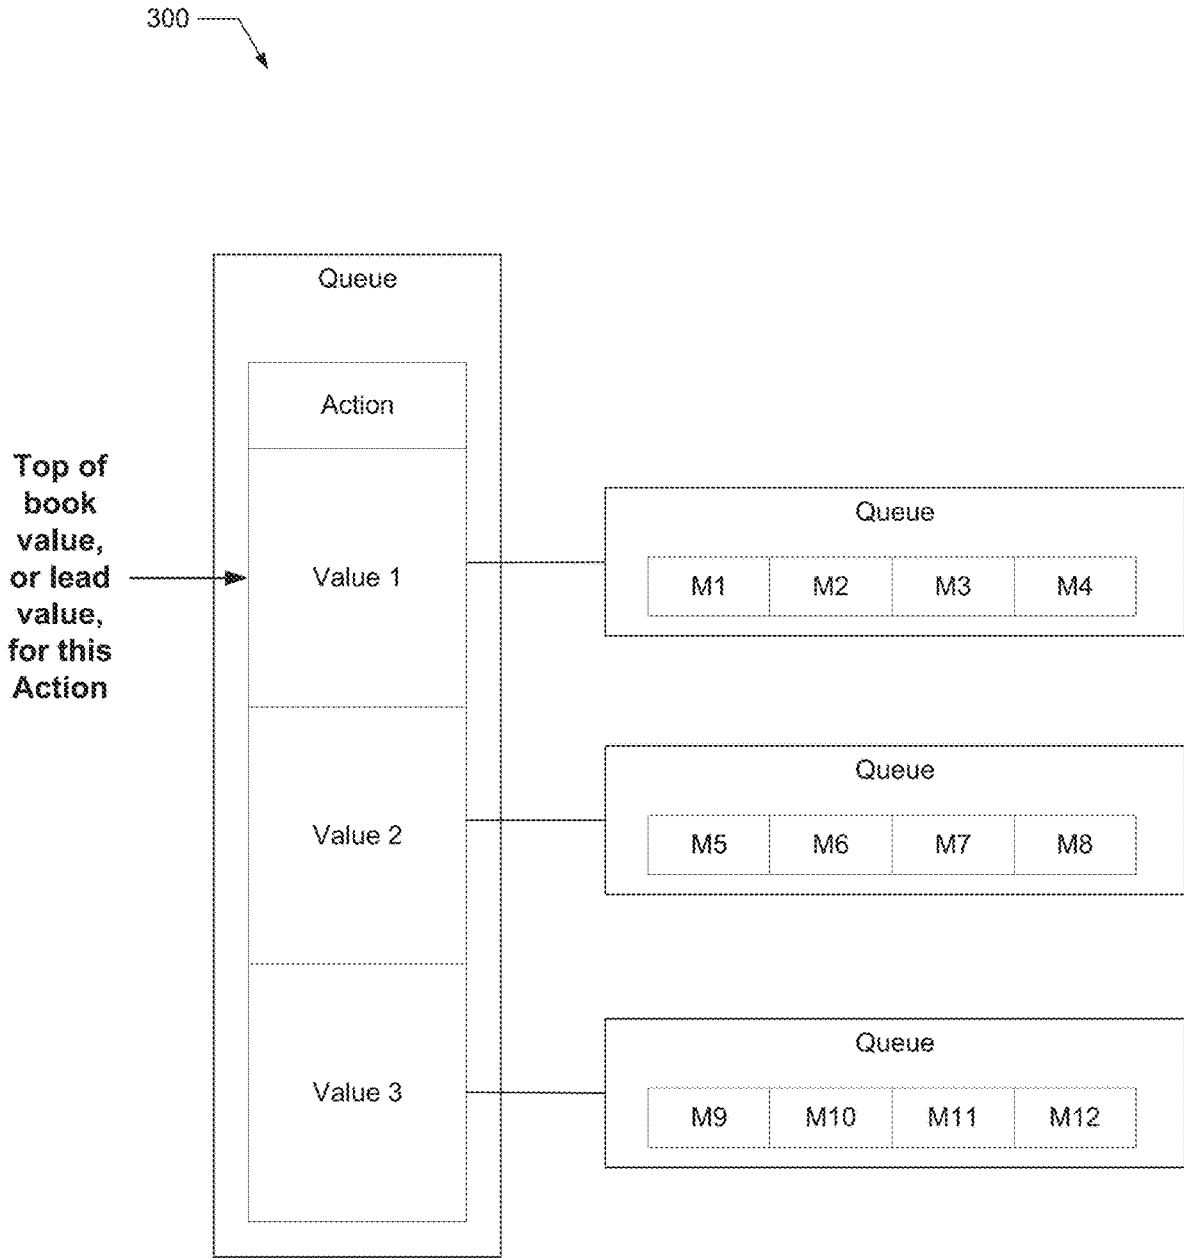 300
Queue
Action
Top of
book
value,
or lead
value,
for this
Action
Value 1
Queue
M1 M2 M3 M4
Value 2
Queue
M5 M6 M7 M8
Value 3
Queue
M9 M10 M11 M12